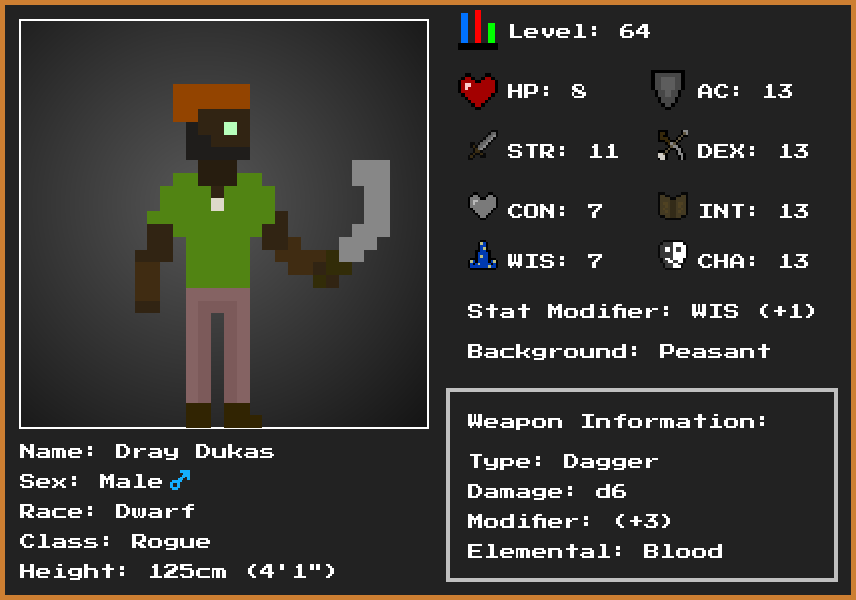 Level: 64
HP: 8 AC: 13
STR: 11 DEX: 13
CON: 7 INT: 13
WIS: 7 CHA: 13
Stat Modifier: WIS (+1)
Background: Peasant
Weapon Information:
Type: Dagger
Damage: d6
Modifier: (+3)
Elemental: Blood
Name: Dray Dukas
Sex: Male ♂
Race: Dwarf
Class: Rogue
Height: 125cm (4'1")